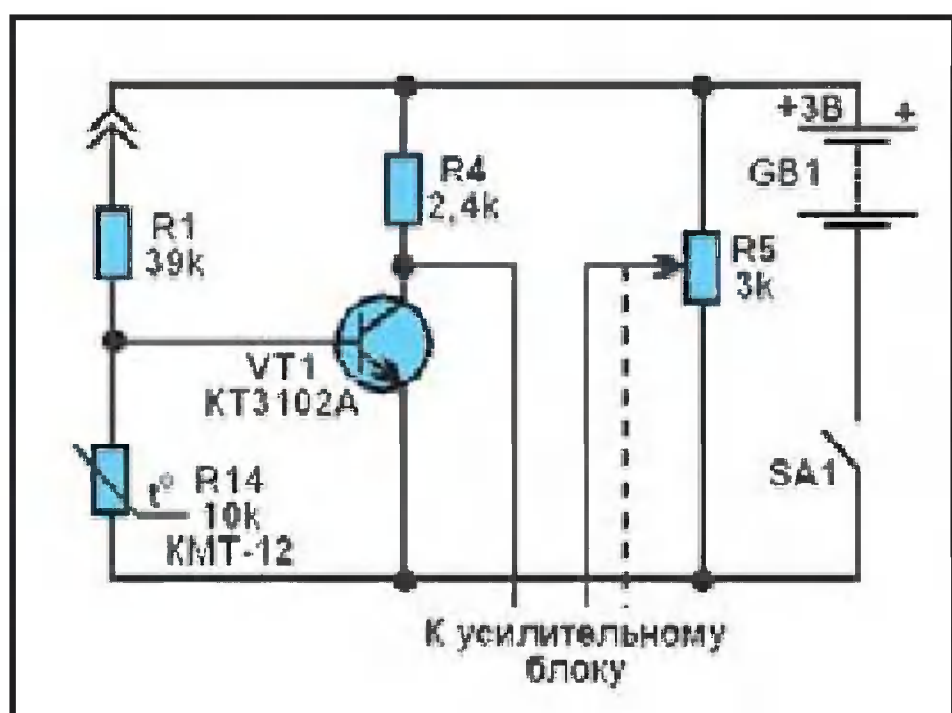 +3В +
GB1
R4
2,4k
R1
39k
R5
3k
VT1
КТ3102А
SA1
t° R14
10k
КМТ-12
К усилительному
блоку